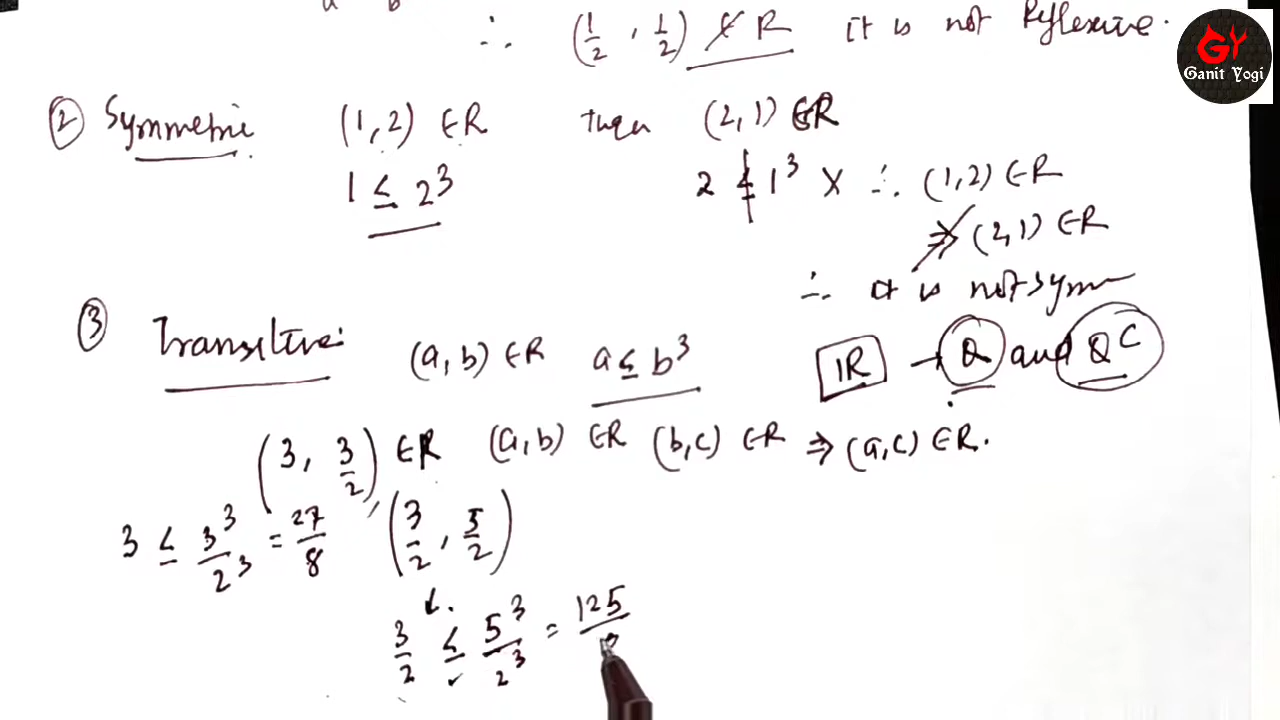 a b
∴ (1/2, 1/2) ∉ R It is not Reflexive.
GY
Ganit Yogi
② Symmetric (1,2) ∈R then (2,1) ∈R
1 ≤ 2³ 2 ≰ 1³ X ∴ (1,2) ∈R
⇏ (2,1) ∈R
∴ It is not Sym
③ Transitive: (a,b) ∈R a ≤ b³ IR → Q and Q^C
(3, 3/2) ∈R (a,b) ∈R (b,c) ∈R ⇒ (a,c) ∈R.
3 ≤ 3³/2³ = 27/8 , (3/2, 5/2)
3/2 ≤ 5³/2³ = 125/